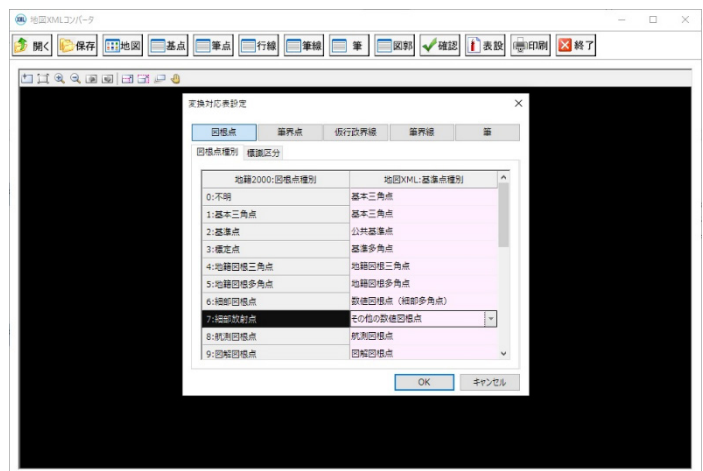 地図XMLコンバータ
開く 保存 地図 基点 筆点 行線 筆線 筆 図郭 確認 表設 印刷 終了
変換対応表設定
図根点 筆界点 仮行政界線 筆界線 筆
図根点種別 標識区分
地籍2000:図根点種別 地図XML:基準点種別
0:不明 基本三角点
1:基本三角点 基本三角点
2:基準点 公共基準点
3:標定点 基準多角点
4:地籍図根三角点 地籍図根三角点
5:地籍図根多角点 地籍図根多角点
6:細部図根点 数値図根点（細部多角点）
7:細部放射点 その他の数値図根点
8:航測図根点 航測図根点
9:図解図根点 図解図根点
OK キャンセル